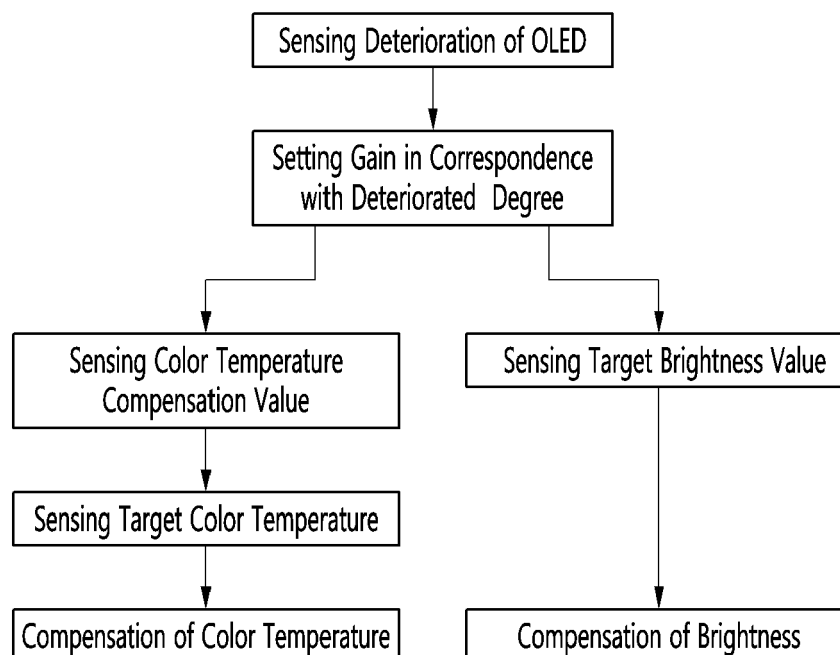 Sensing Deterioration of OLED
Setting Gain in Correspondence
with Deteriorated Degree
Sensing Color Temperature
Compensation Value
Sensing Target Color Temperature
Compensation of Color Temperature
Sensing Target Brightness Value
Compensation of Brightness